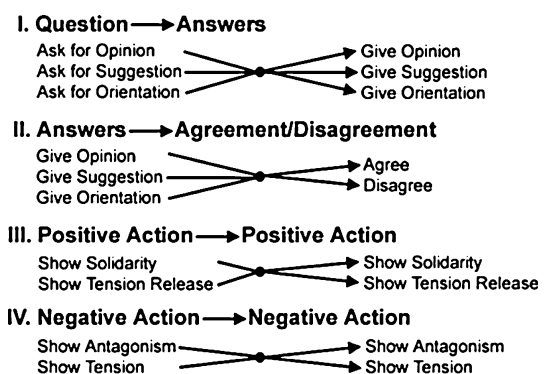 I. Question → Answers
Ask for Opinion Give Opinion
Ask for Suggestion Give Suggestion
Ask for Orientation Give Orientation
II. Answers → Agreement/Disagreement
Give Opinion Agree
Give Suggestion Disagree
Give Orientation
III. Positive Action → Positive Action
Show Solidarity Show Solidarity
Show Tension Release Show Tension Release
IV. Negative Action → Negative Action
Show Antagonism Show Antagonism
Show Tension Show Tension